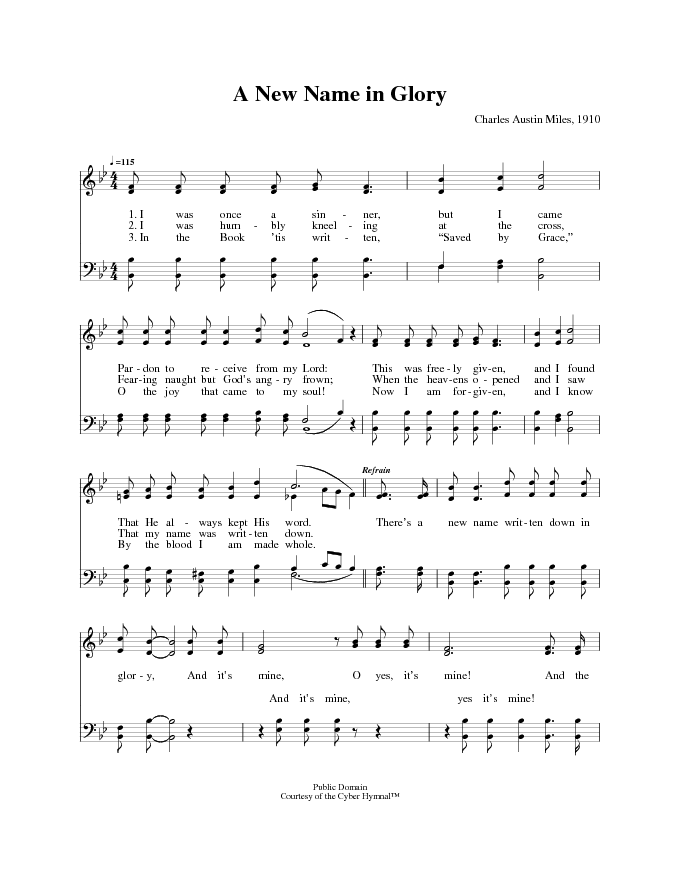 A New Name in Glory
Charles Austin Miles, 1910
♩=115
1. I was once a sin - ner, but I came
2. I was hum - bly kneel - ing at the cross,
3. In the Book ’tis writ - ten, “Saved by Grace,”
Par - don to re - ceive from my Lord: This was free - ly giv - en, and I found
Fear - ing naught but God’s an - gry frown; When the heav - ens o - pened and I saw
O the joy that came to my soul! Now I am for - giv - en, and I know
Refrain
That He al - ways kept His word. There’s a new name writ - ten down in
That my name was writ - ten down.
By the blood I am made whole.
glor - y, And it’s mine, O yes, it’s mine! And the
And it’s mine, yes it’s mine!
Public Domain
Courtesy of the Cyber Hymnal™